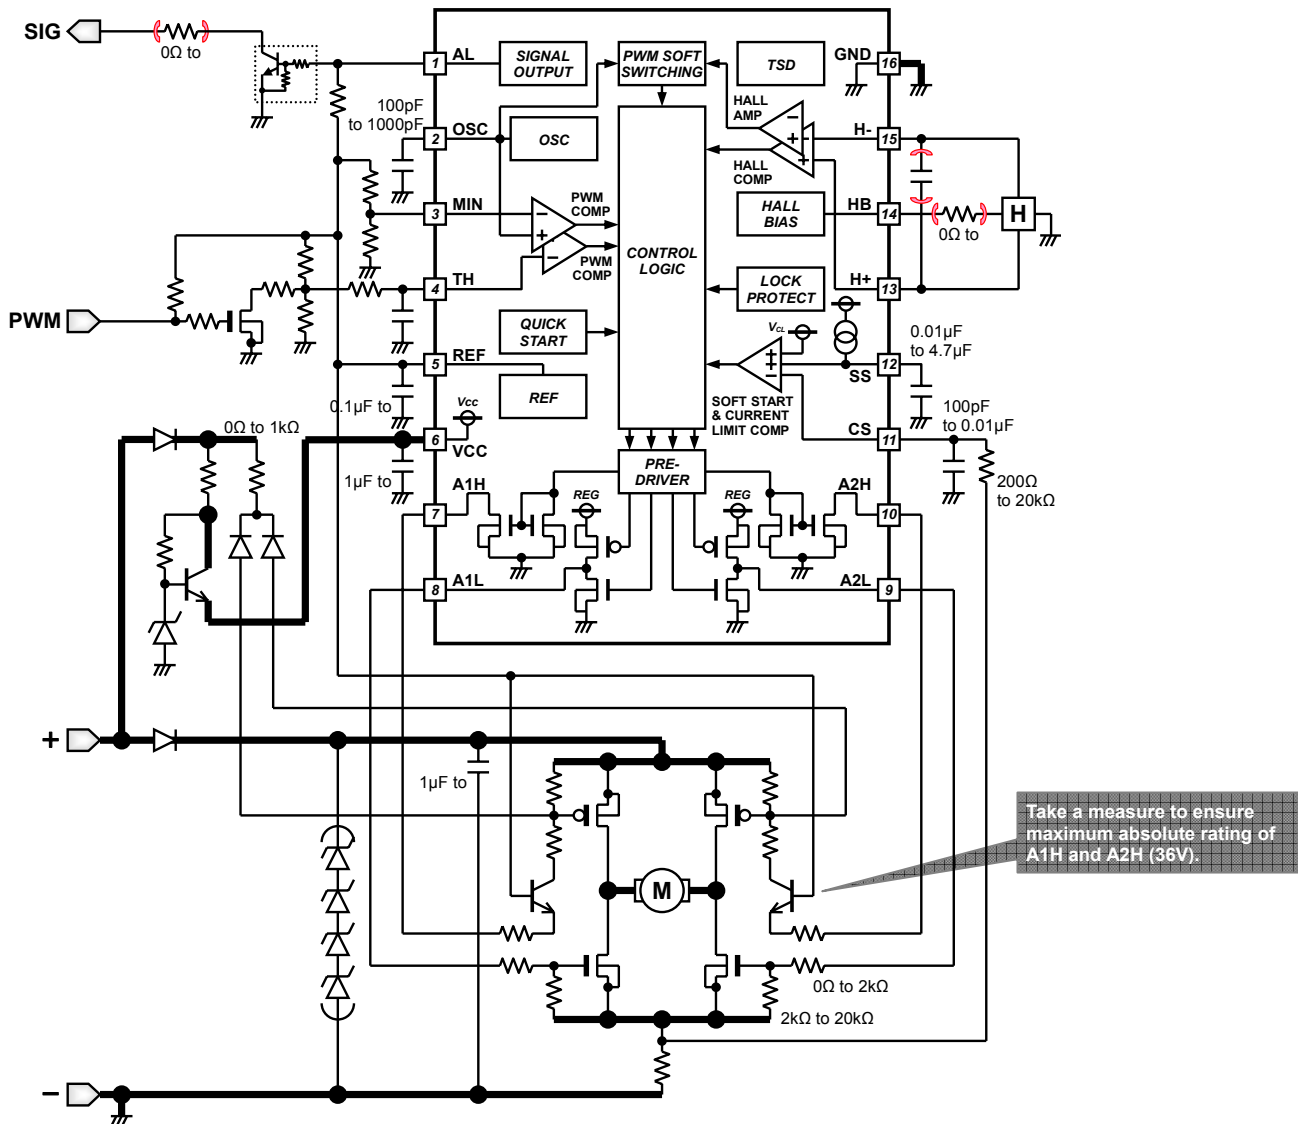 SIG
0Ω to
1
AL
SIGNAL
OUTPUT
PWM SOFT
SWITCHING
TSD
GND
16
100pF
to 1000pF
2
OSC
OSC
HALL
AMP
HALL
COMP
H-
15
3
MIN
PWM
COMP
PWM
COMP
CONTROL
LOGIC
HALL
BIAS
HB
14
0Ω to
H
4
TH
LOCK
PROTECT
H+
13
PWM
QUICK
START
VCL
SS
12
0.01μF
to 4.7μF
5
REF
REF
0.1μF to
SOFT START
& CURRENT
LIMIT COMP
CS
11
100pF
to 0.01μF
0Ω to 1kΩ
Vcc
6
VCC
1μF to
PRE-
DRIVER
200Ω
to 20kΩ
A1H
7
REG
REG
A2H
10
A1L
8
A2L
9
+
1μF to
M
Take a measure to ensure
maximum absolute rating of
A1H and A2H (36V).
0Ω to 2kΩ
2kΩ to 20kΩ
−
+
−
+
−
−
+
+
−
+
+
−